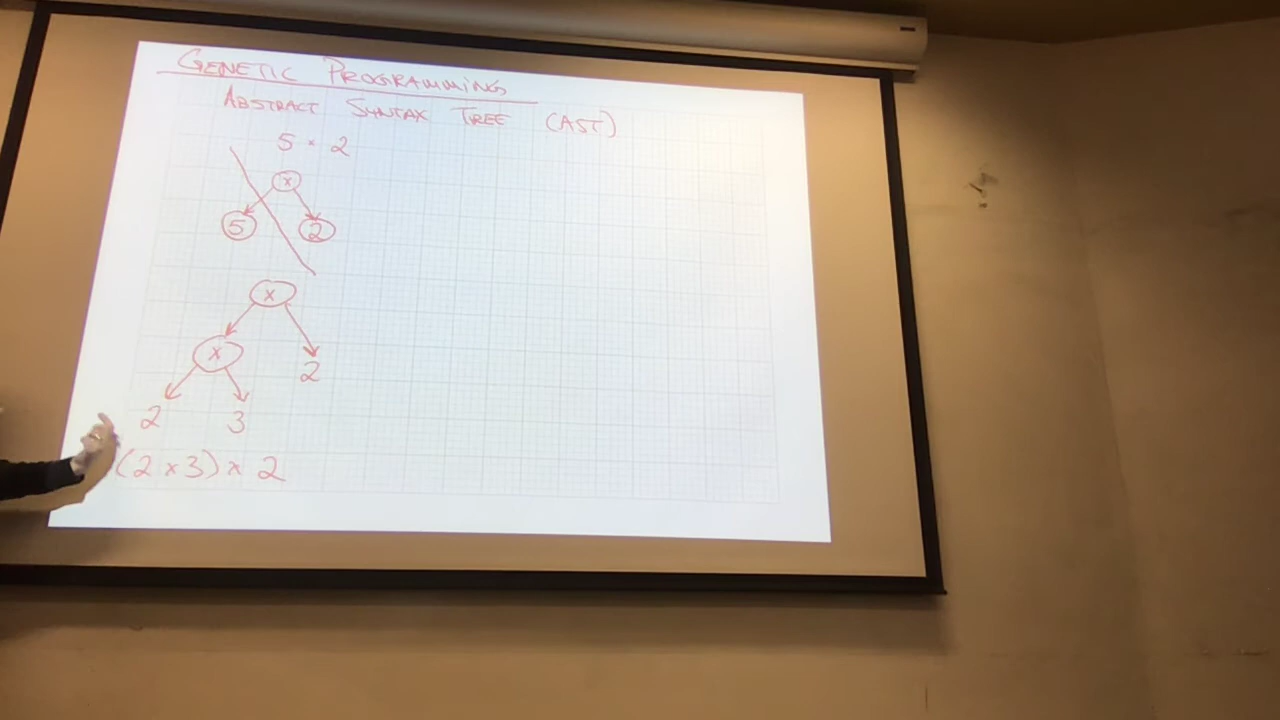 GENETIC PROGRAMMING
ABSTRACT SYNTAX TREE (AST)
5 × 2
×
5 2
×
× 2
2 3
(2 × 3) × 2